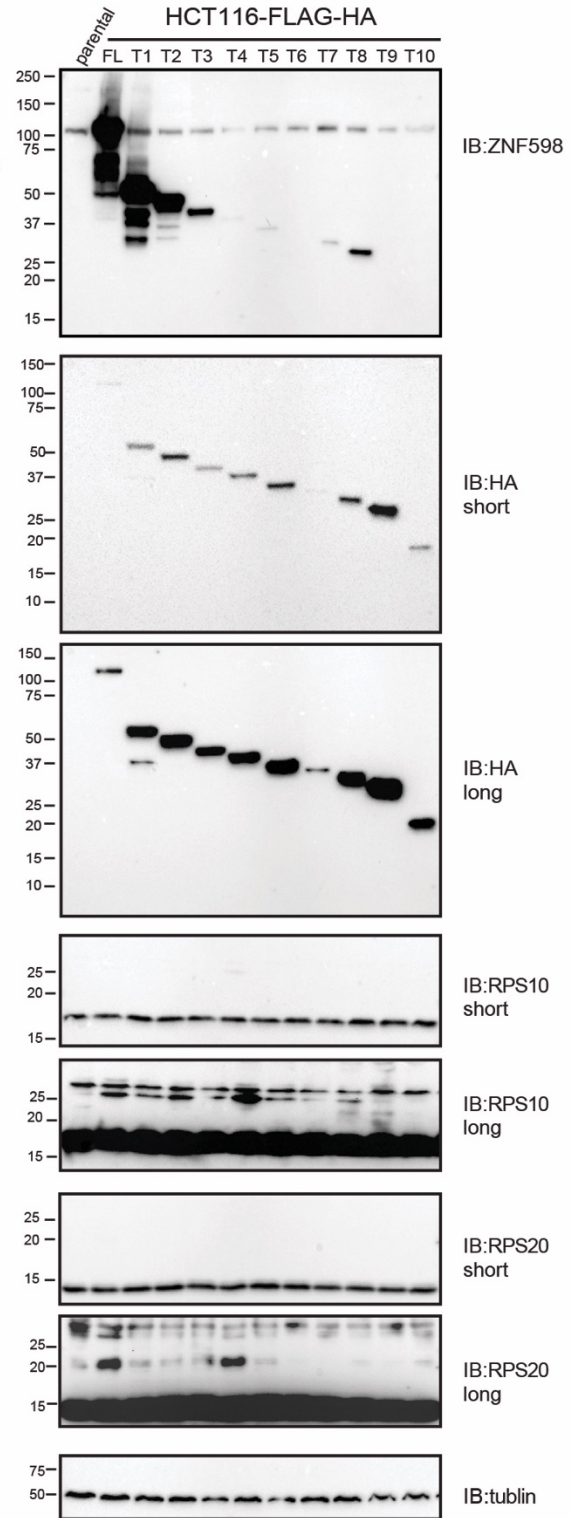 HCT116-FLAG-HA
parental FL T1 T2 T3 T4 T5 T6 T7 T8 T9 T10
250
150
100
75
50
37
25
20
15
IB:ZNF598
150
100
75
50
37
25
20
15
10
IB:HA
short
150
100
75
50
37
25
20
15
10
IB:HA
long
25
20
15
IB:RPS10
short
25
20
15
IB:RPS10
long
25
20
15
IB:RPS20
short
25
20
15
IB:RPS20
long
75
50
IB:tublin